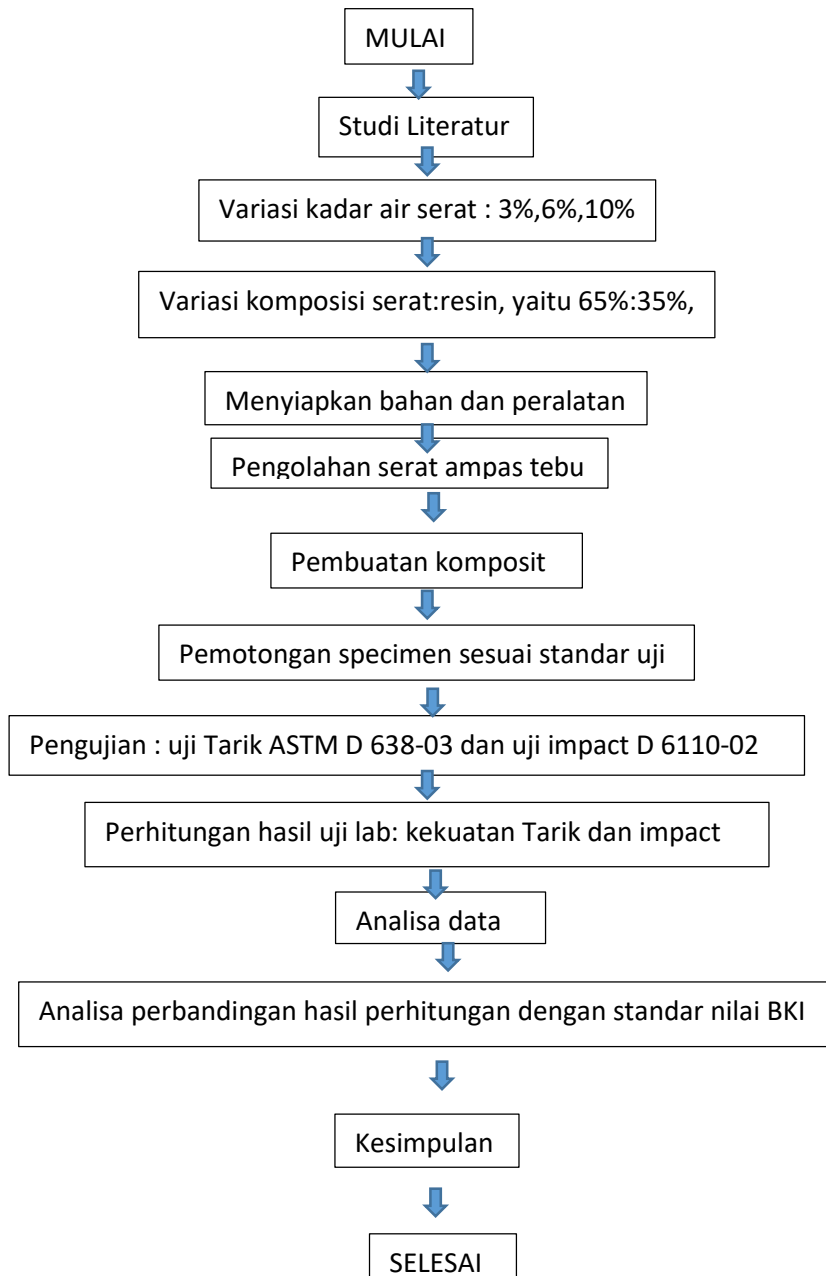 MULAI
Studi Literatur
Variasi kadar air serat : 3%,6%,10%
Variasi komposisi serat:resin, yaitu 65%:35%,
Menyiapkan bahan dan peralatan
Pengolahan serat ampas tebu
Pembuatan komposit
Pemotongan specimen sesuai standar uji
Pengujian : uji Tarik ASTM D 638-03 dan uji impact D 6110-02
Perhitungan hasil uji lab: kekuatan Tarik dan impact
Analisa data
Analisa perbandingan hasil perhitungan dengan standar nilai BKI
Kesimpulan
SELESAI